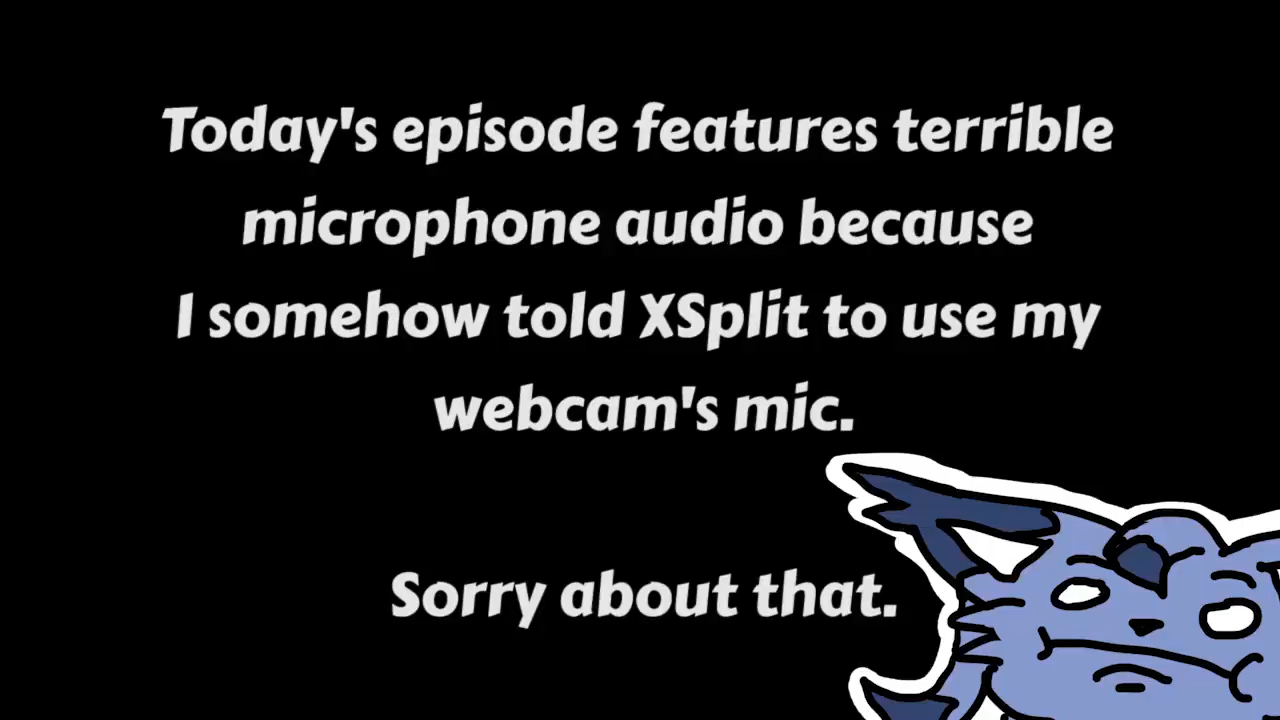 Today's episode features terrible
microphone audio because
I somehow told XSplit to use my
webcam's mic.
Sorry about that.